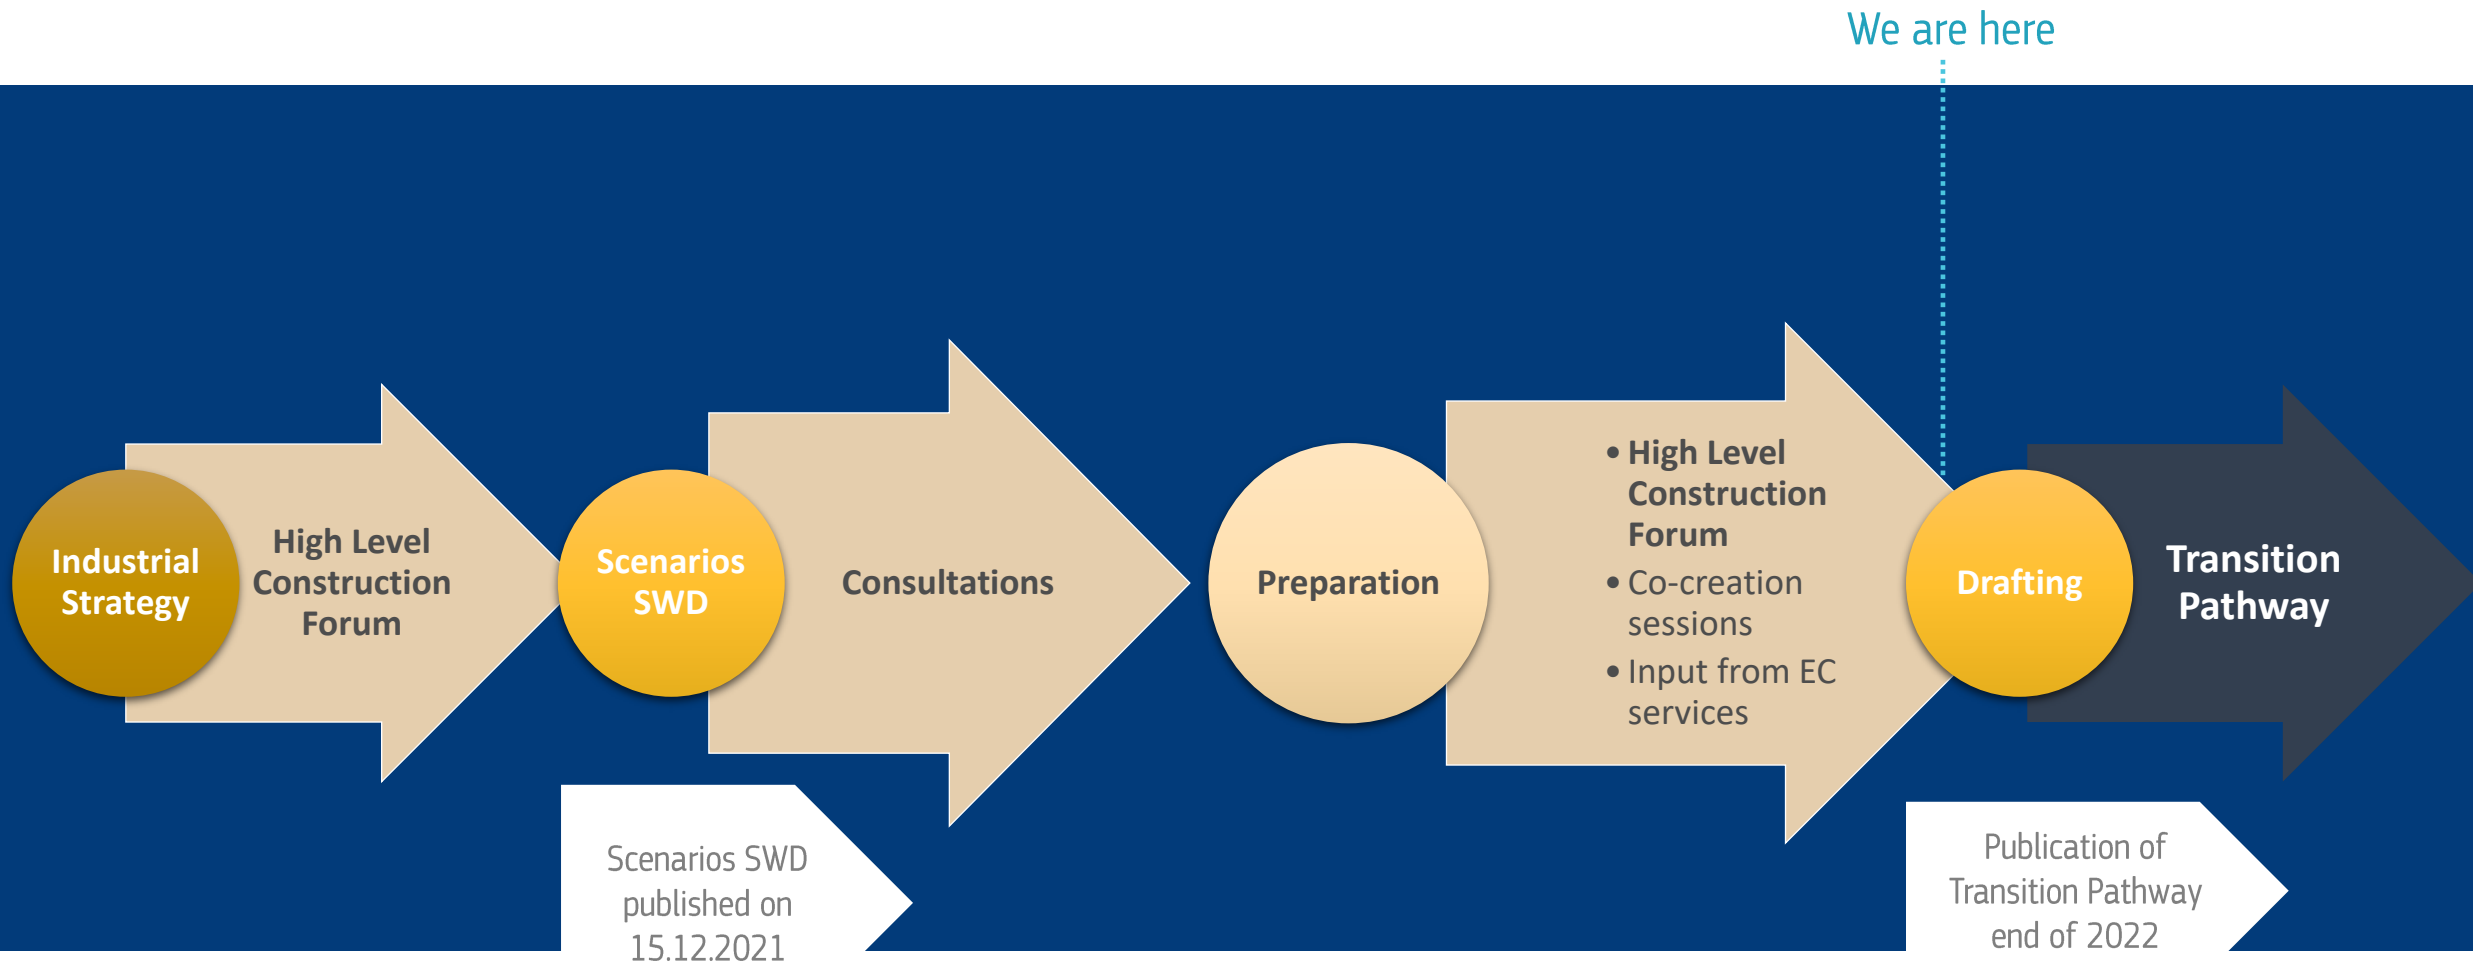 We are here
Industrial
Strategy
High Level
Construction
Forum
Scenarios
SWD
Consultations
Preparation
• High Level
Construction
Forum
• Co-creation
sessions
• Input from EC
services
Drafting
Transition
Pathway
Scenarios SWD
published on
15.12.2021
Publication of
Transition Pathway
end of 2022